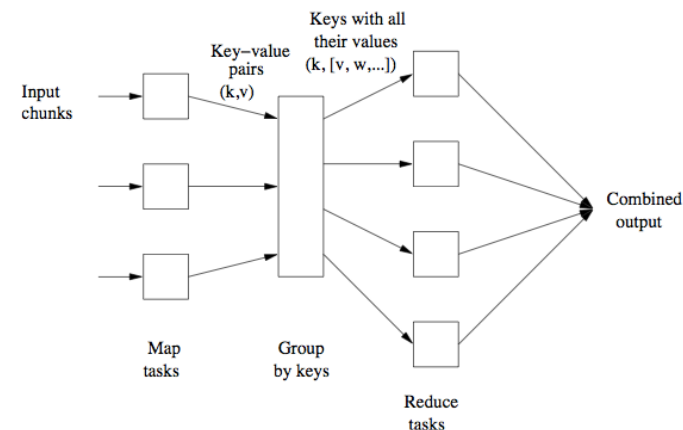 Keys with all
their values
(k, [v, w,...])
Key−value
pairs
(k,v)
Input
chunks
Combined
output
Map
tasks
Group
by keys
Reduce
tasks